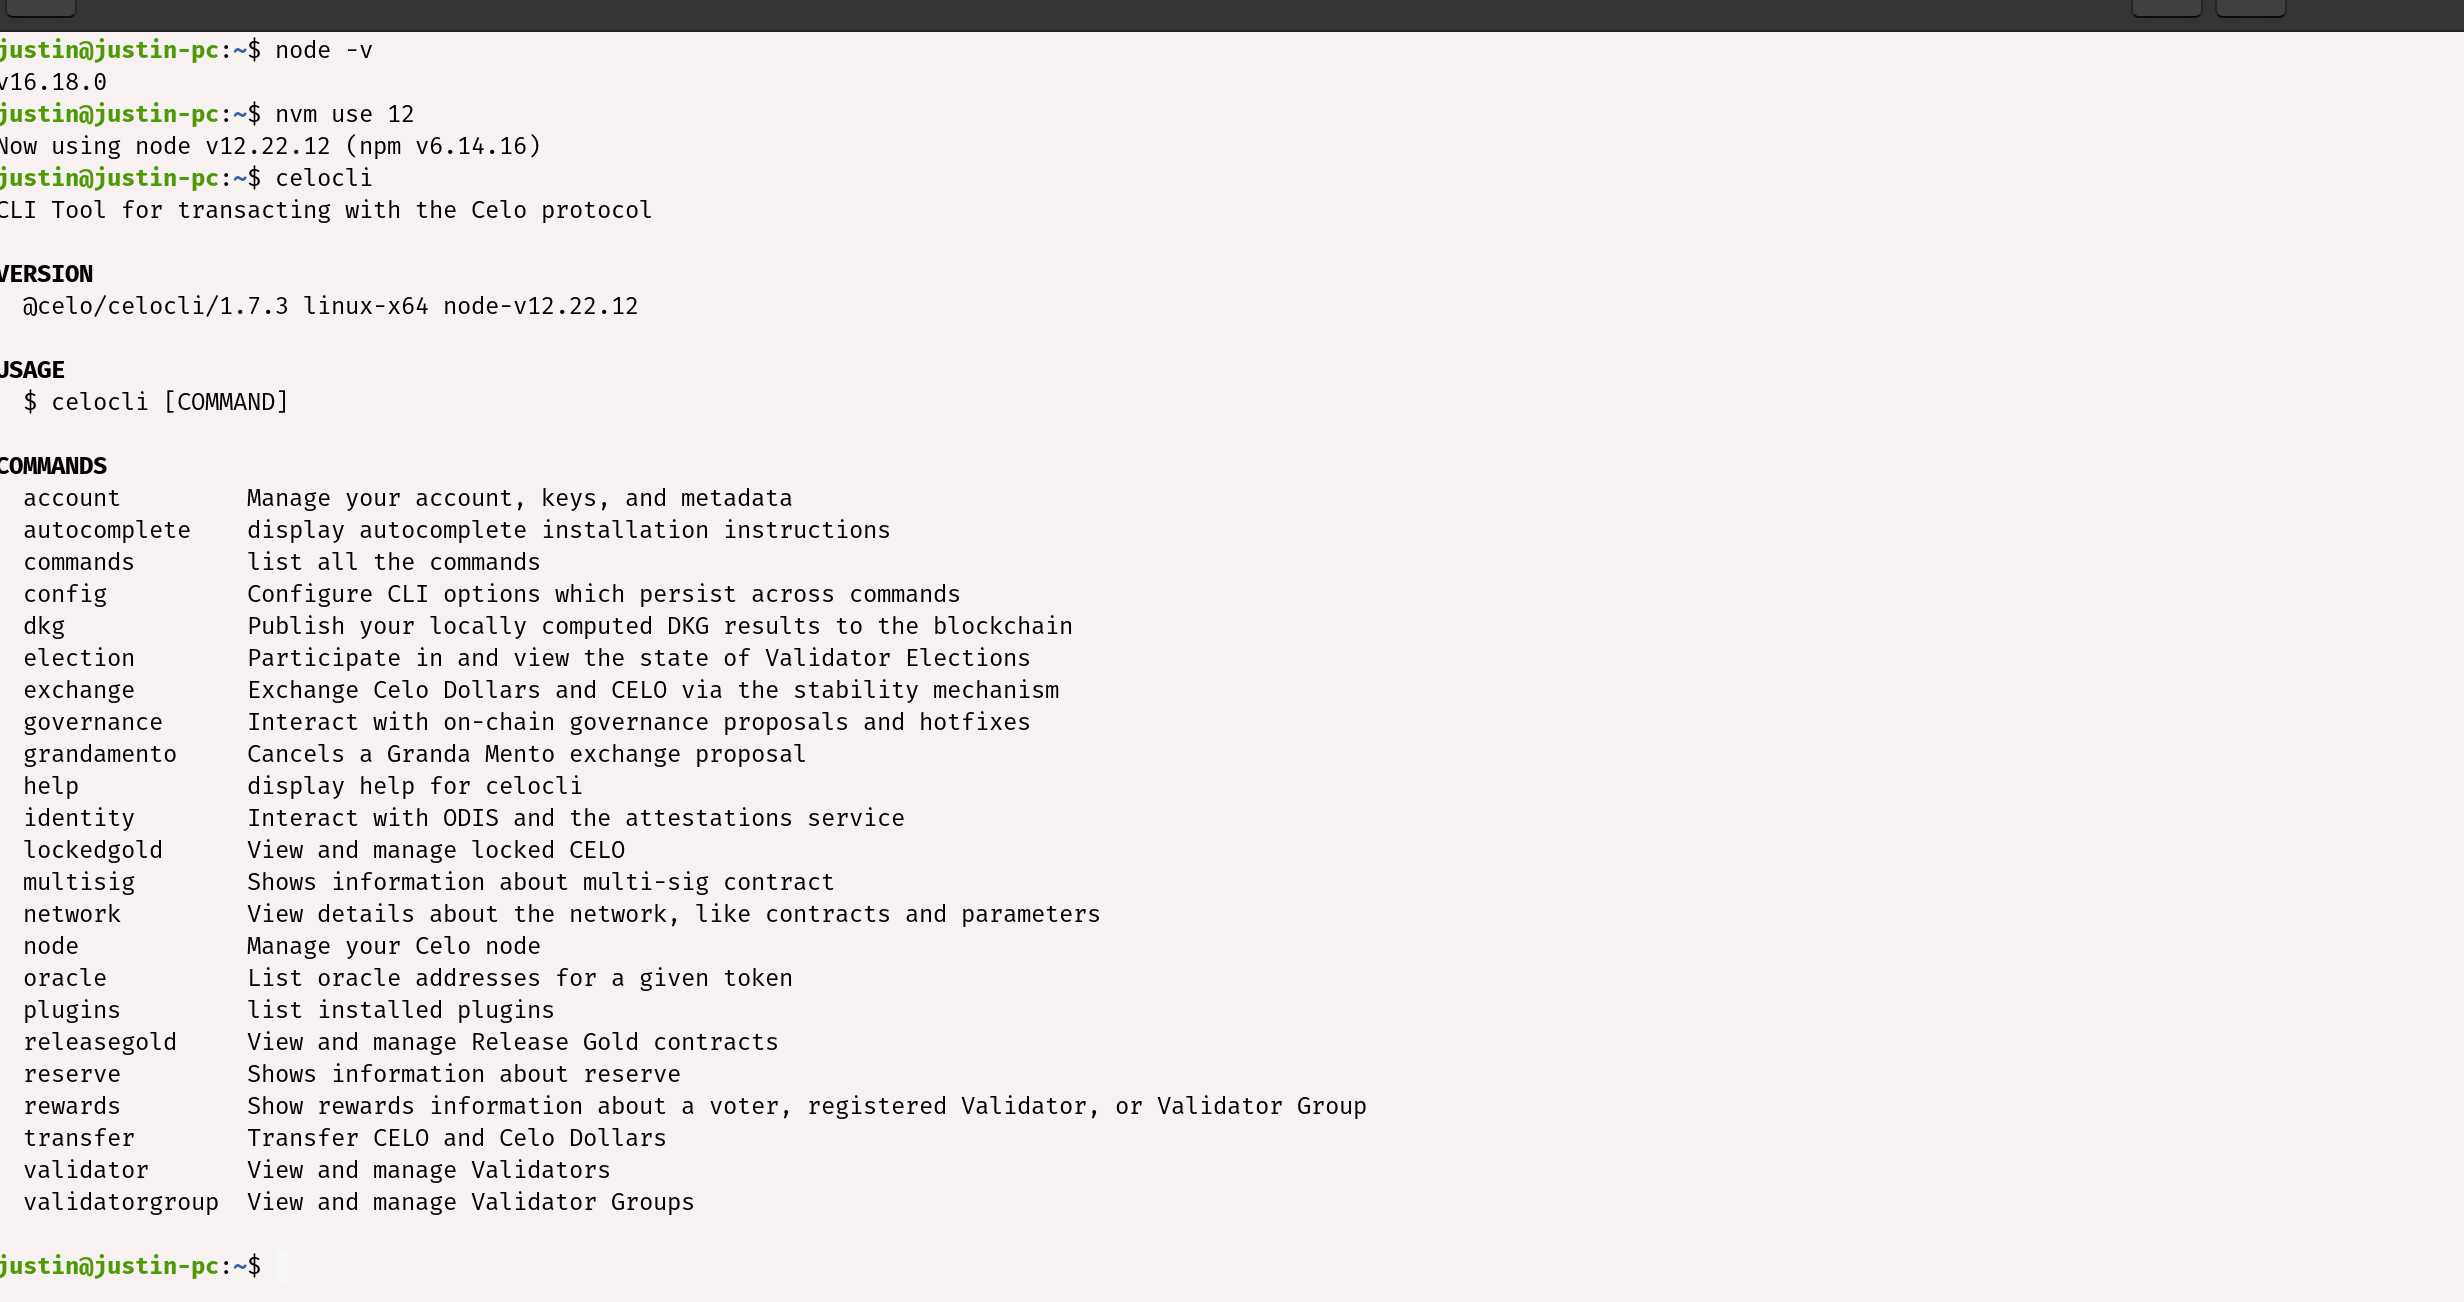 justin@justin-pc:~$ node -v
v16.18.0
justin@justin-pc:~$ nvm use 12
Now using node v12.22.12 (npm v6.14.16)
justin@justin-pc:~$ celocli
CLI Tool for transacting with the Celo protocol

VERSION
  @celo/celocli/1.7.3 linux-x64 node-v12.22.12

USAGE
  $ celocli [COMMAND]

COMMANDS
  account         Manage your account, keys, and metadata
  autocomplete    display autocomplete installation instructions
  commands        list all the commands
  config          Configure CLI options which persist across commands
  dkg             Publish your locally computed DKG results to the blockchain
  election        Participate in and view the state of Validator Elections
  exchange        Exchange Celo Dollars and CELO via the stability mechanism
  governance      Interact with on-chain governance proposals and hotfixes
  grandamento     Cancels a Granda Mento exchange proposal
  help            display help for celocli
  identity        Interact with ODIS and the attestations service
  lockedgold      View and manage locked CELO
  multisig        Shows information about multi-sig contract
  network         View details about the network, like contracts and parameters
  node            Manage your Celo node
  oracle          List oracle addresses for a given token
  plugins         list installed plugins
  releasegold     View and manage Release Gold contracts
  reserve         Shows information about reserve
  rewards         Show rewards information about a voter, registered Validator, or Validator Group
  transfer        Transfer CELO and Celo Dollars
  validator       View and manage Validators
  validatorgroup  View and manage Validator Groups

justin@justin-pc:~$